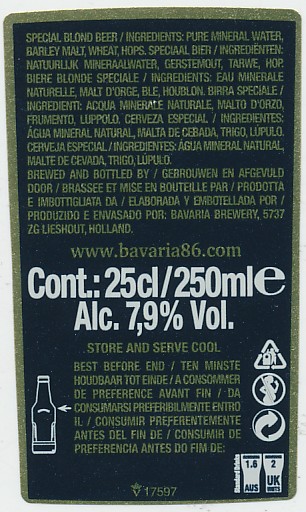 SPECIAL BLOND BEER / INGREDIENTS: PURE MINERAL WATER,
BARLEY MALT, WHEAT, HOPS. SPECIAAL BIER / INGREDIËNTEN:
NATUURLIJK MINERAALWATER, GERSTEMOUT, TARWE, HOP
BIERE BLONDE SPECIALE / INGREDIENTS: EAU MINERALE
NATURELLE, MALT D'ORGE, BLE, HOUBLON. BIRRA SPECIALE /
INGREDIENTI: ACQUA MINERALE NATURALE, MALTO D'ORZO,
FRUMENTO, LUPPOLO. CERVEZA ESPECIAL / INGREDIENTES:
AGUA MINERAL NATURAL, MALTA DE CEBADA, TRIGO, LÚPULO.
CERVEJA ESPECIAL / INGREDIENTES: ÁGUA MINERAL NATURAL,
MALTE DE CEVADA, TRIGO, LÚPULO.
BREWED AND BOTTLED BY / GEBROUWEN EN AFGEVULD
DOOR / BRASSEE ET MISE EN BOUTEILLE PAR / PRODOTTA
E IMBOTTIGLIATA DA / ELABORADA Y EMBOTELLADA POR /
PRODUZIDO E ENVASADO POR: BAVARIA BREWERY, 5737
ZG LIESHOUT, HOLLAND.
www.bavaria86.com
Cont.: 25cl/250ml e
Alc. 7,9% Vol.
STORE AND SERVE COOL
BEST BEFORE END / TEN MINSTE
HOUDBAAR TOT EINDE / A CONSOMMER
DE PREFERENCE AVANT FIN / DA
CONSUMARSI PREFERIBILMENTE ENTRO
IL / CONSUMIR PREFERENTEMENTE
ANTES DEL FIN DE / CONSUMIR DE
PREFERENCIA ANTES DO FIM DE:
Standard Drinks
1.6
AUS
2
UK
UNITS
17597